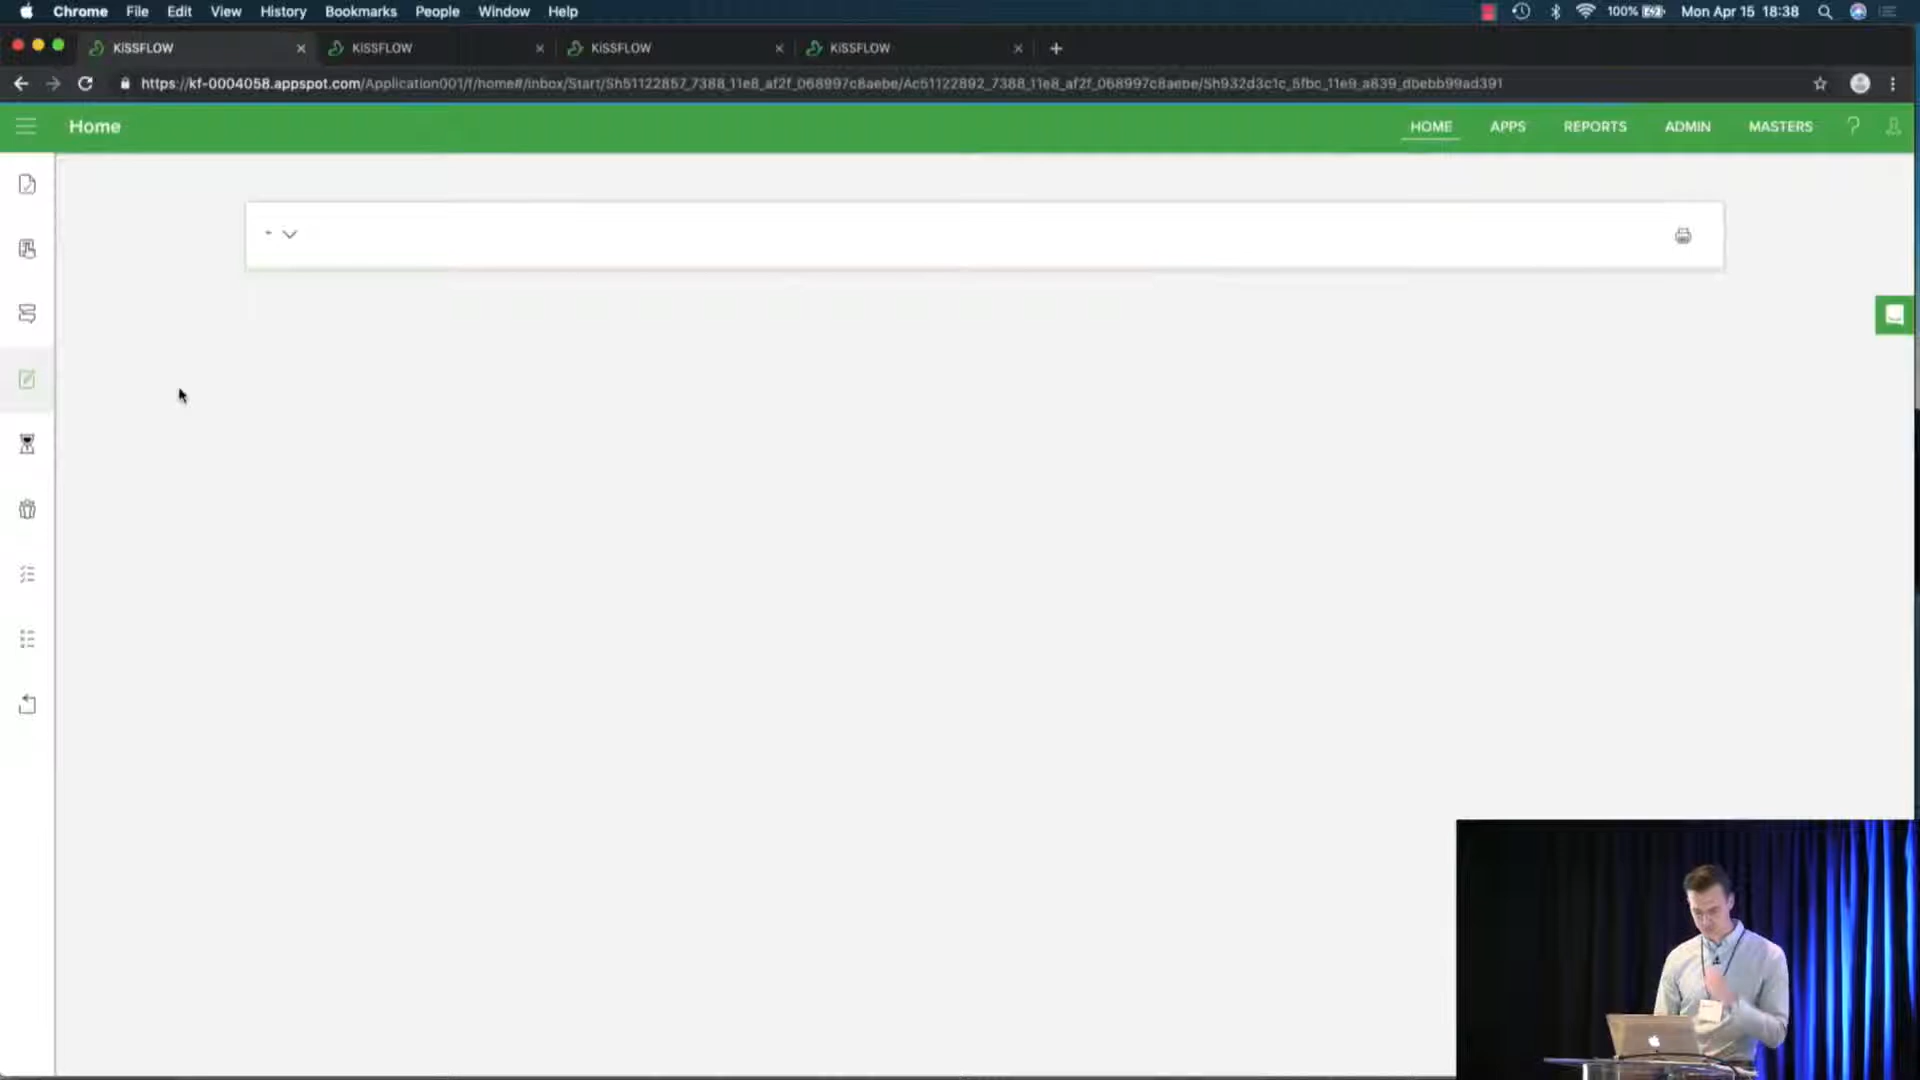 Chrome File Edit View History Bookmarks People Window Help 100% Mon Apr 15 18:38
KiSSFLOW KiSSFLOW KiSSFLOW KiSSFLOW
https://kf-0004058.appspot.com/Application001/f/home#/inbox/Start/Sh51122857_7388_11e8_af2f_068997c8aebe/Ac51122892_7388_11e8_af2f_068997c8aebe/Sh932d3c1c_5fbc_11e9_a839_dbebb99ad391
Home HOME APPS REPORTS ADMIN MASTERS ?